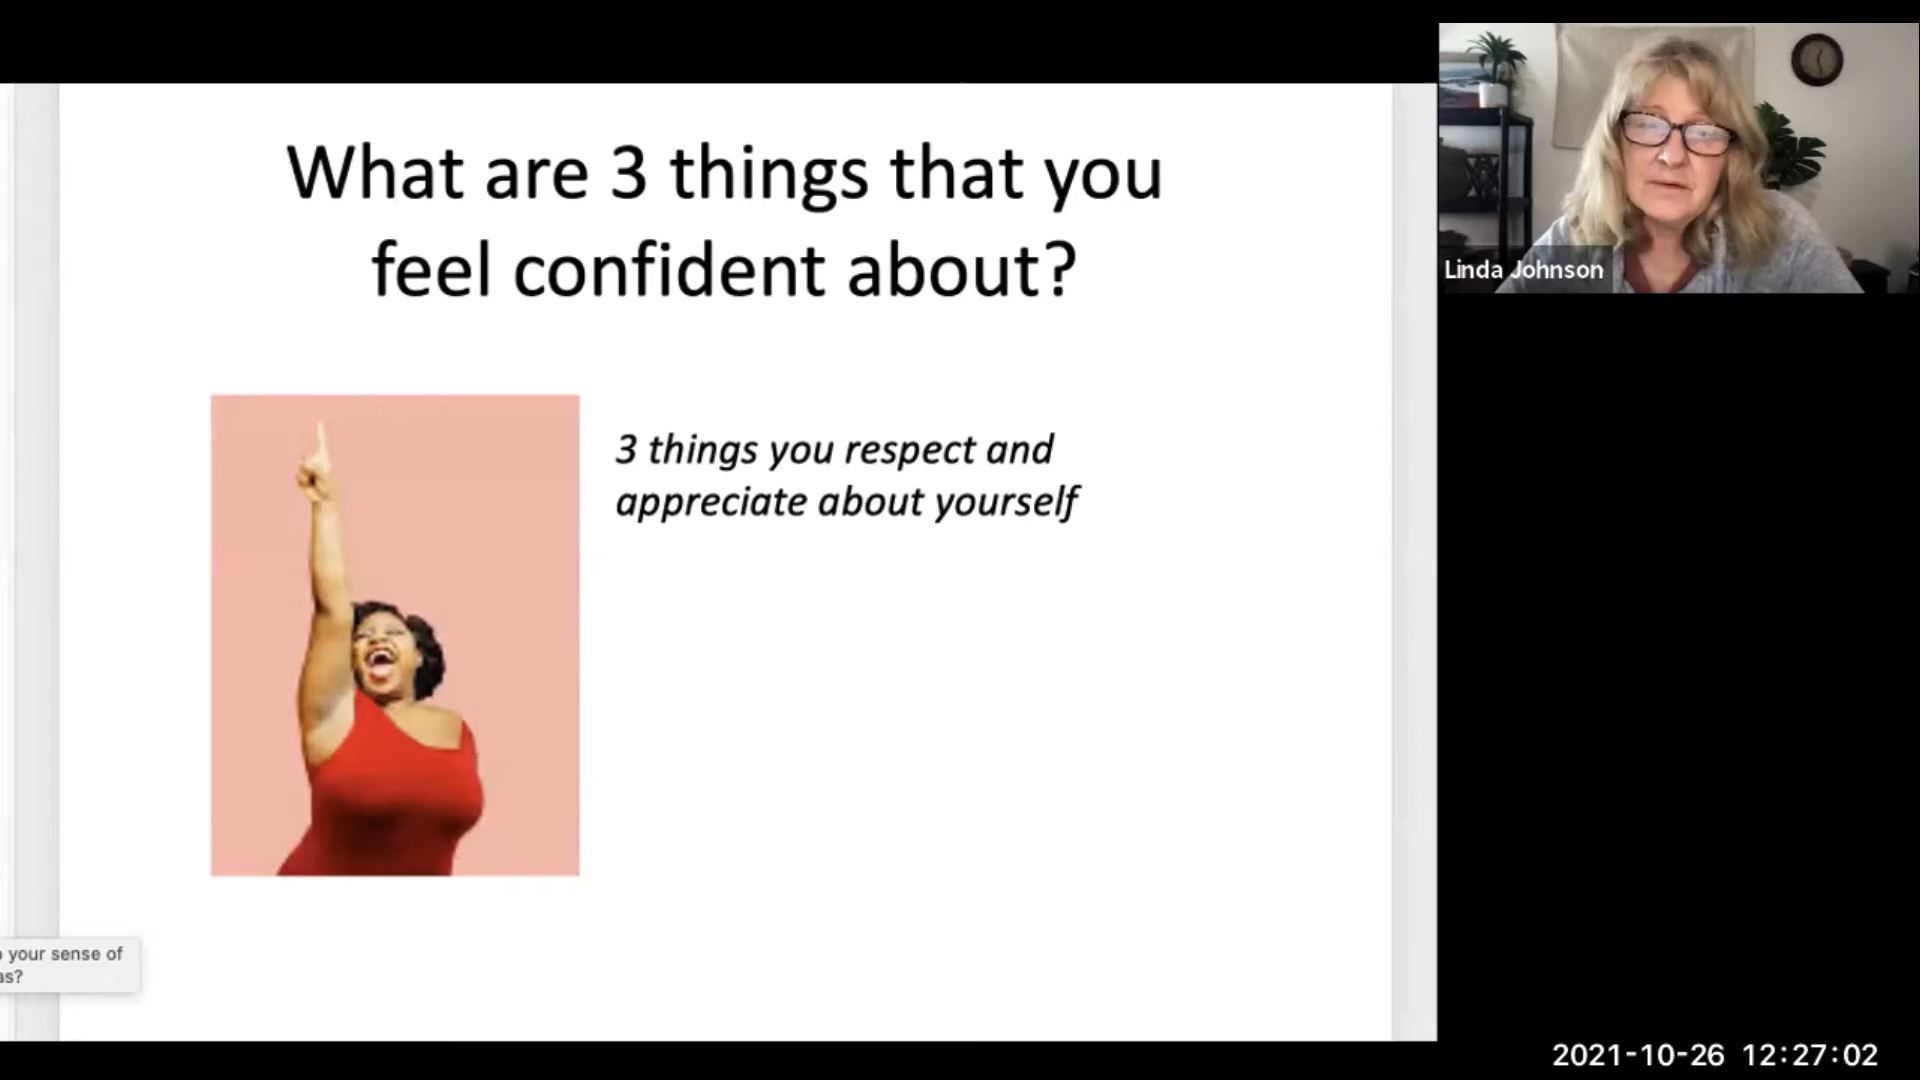 What are 3 things that you
feel confident about?
3 things you respect and
appreciate about yourself
your sense of
Linda Johnson
2021-10-26 12:27:02